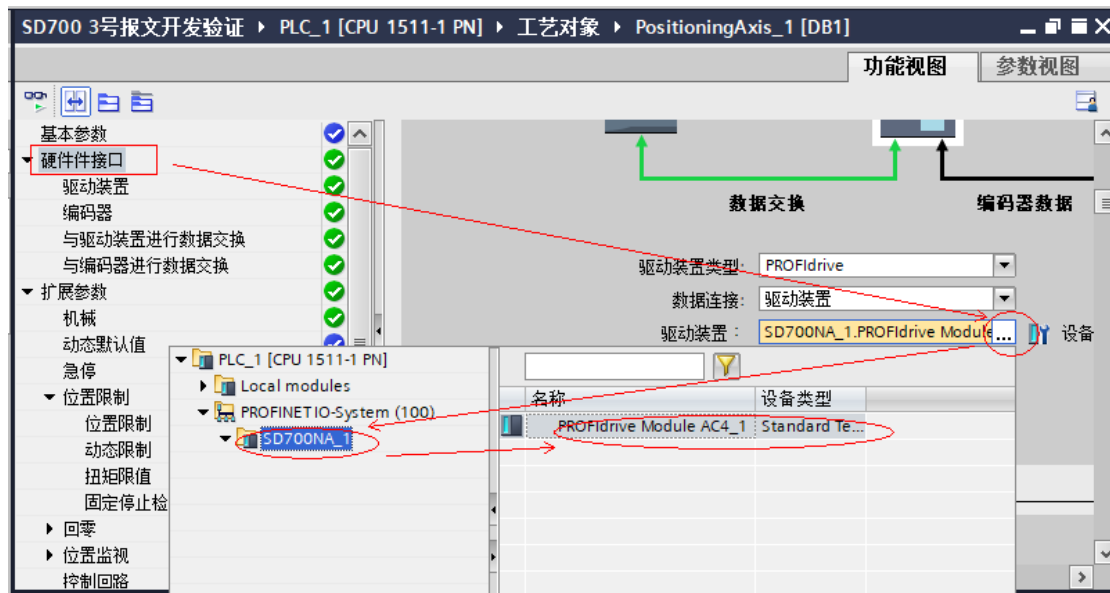 SD700 3号报文开发验证 ▸ PLC_1 [CPU 1511-1 PN] ▸ 工艺对象 ▸ PositioningAxis_1 [DB1]
功能视图
参数视图
基本参数
硬件件接口
驱动装置
编码器
与驱动装置进行数据交换
与编码器进行数据交换
扩展参数
机械
动态默认值
急停
位置限制
位置限制
动态限制
扭矩限值
固定停止检
回零
位置监视
控制回路
数据交换
编码器数据
驱动装置类型: PROFIdrive
数据连接: 驱动装置
驱动装置: SD700NA_1.PROFIdrive Module ... 设备
PLC_1 [CPU 1511-1 PN]
Local modules
PROFINET IO-System (100)
SD700NA_1
名称 设备类型
PROFIdrive Module AC4_1 Standard Te...